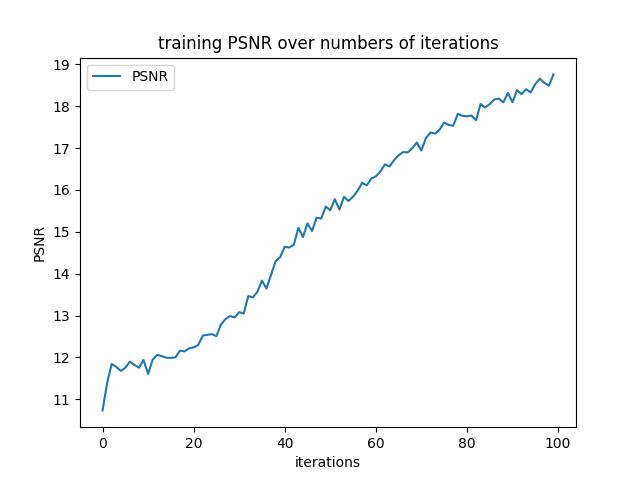 training PSNR over numbers of iterations
PSNR
19
18
17
16
15
14
13
12
11
PSNR
0 20 40 60 80 100
iterations